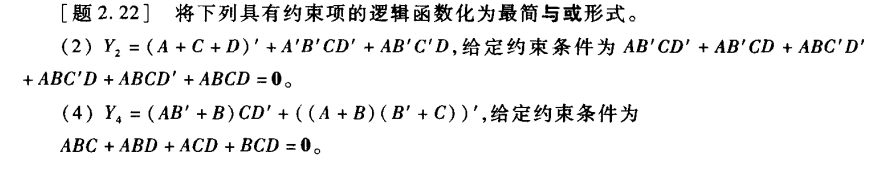 [题 2.22] 将下列具有约束项的逻辑函数化为最简与或形式。
(2) Y₂ = (A + C + D)′ + A′B′CD′ + AB′C′D,给定约束条件为 AB′CD′ + AB′CD + ABC′D′
+ ABC′D + ABCD′ + ABCD = 0。
(4) Y₄ = (AB′ + B)CD′ + ((A + B)(B′ + C))′,给定约束条件为
ABC + ABD + ACD + BCD = 0。